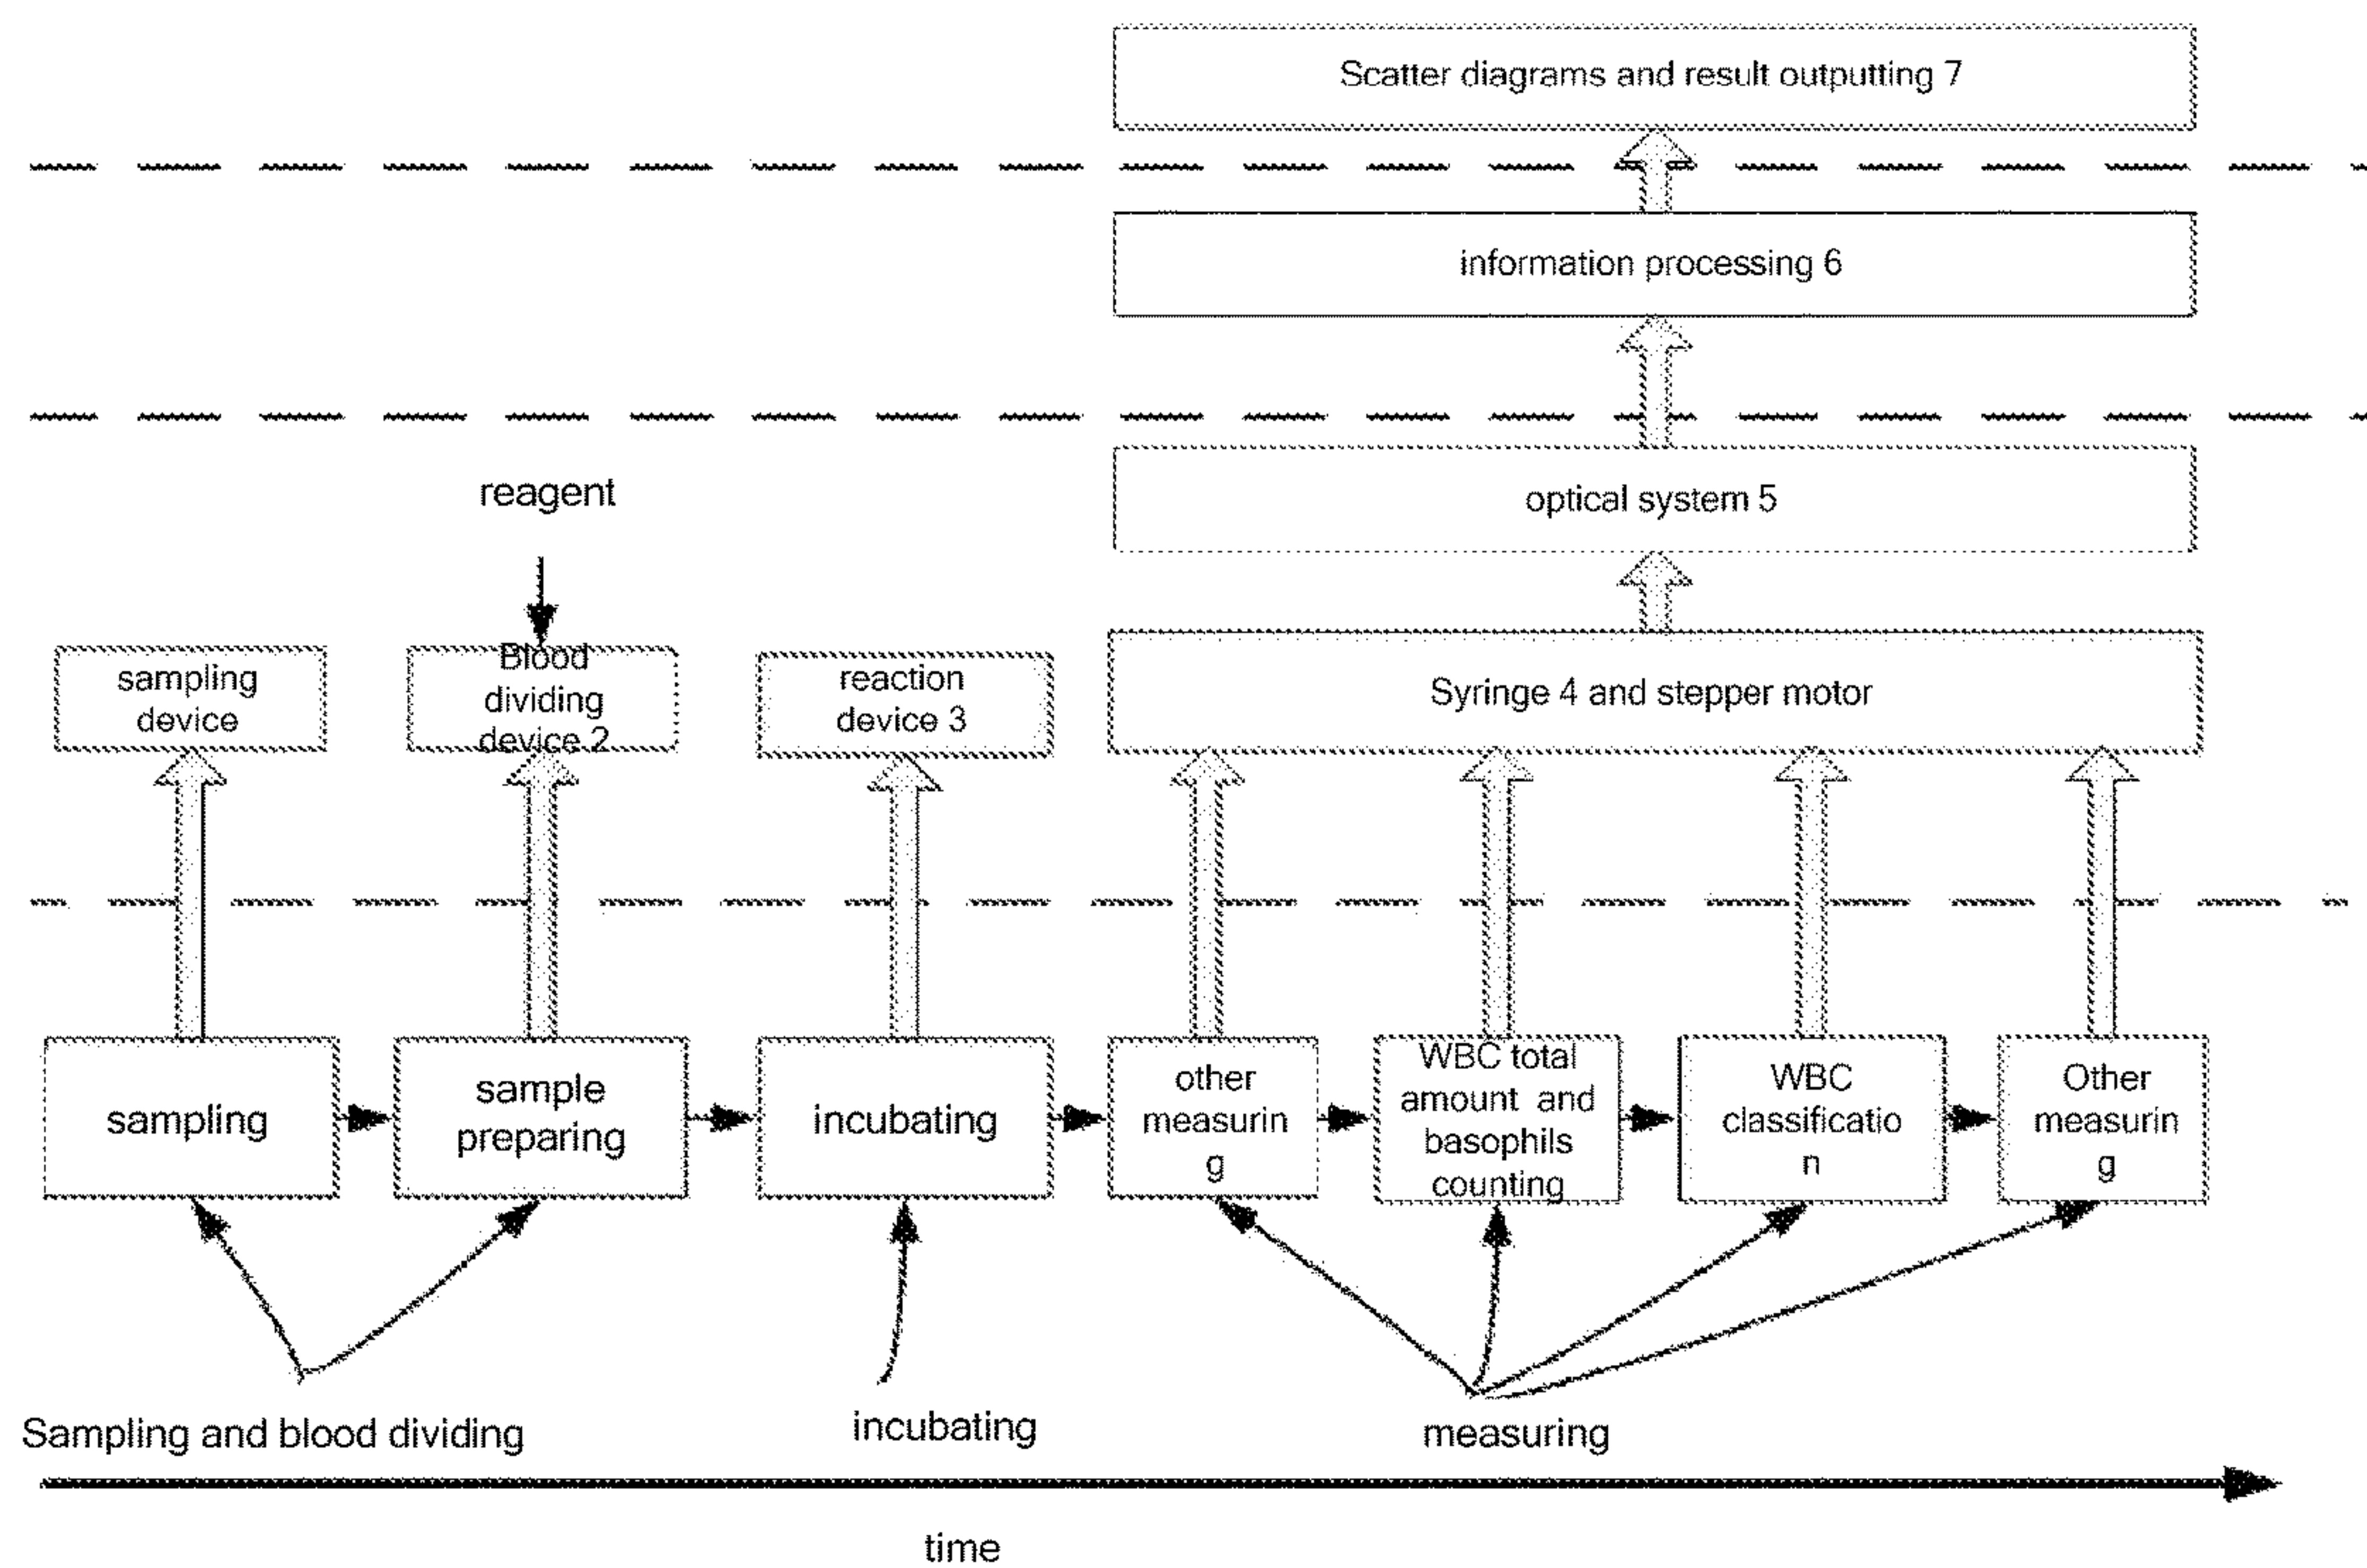 Scatter diagrams and result outputting 7
information processing 6
optical system 5
reagent
sampling
device
Blood
dividing
device 2
reaction
device 3
Syringe 4 and stepper motor
sampling
sample
preparing
incubating
other
measurin
g
WBC total
amount and
basophils
counting
WBC
classificatio
n
Other
measurin
g
Sampling and blood dividing
incubating
measuring
time